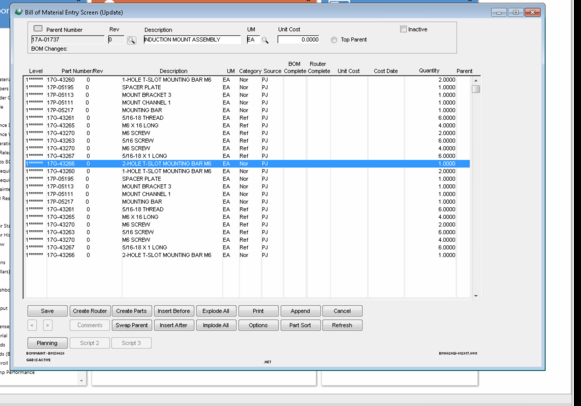 Bill of Material Entry Screen (Update)
Parent Number Rev Description UM Unit Cost Inactive
17A-01737 0 INDUCTION MOUNT ASSEMBLY EA 0.0000 Top Parent
BOM Changes:
BOM Router
Level Part Number/Rev Description UM Category Source Complete Complete Unit Cost Cost Date Quantity Parent
1******* 17G-43260 0 1-HOLE T-SLOT MOUNTING BAR M6 EA Nor PJ 2.0000
1******* 17P-05195 0 SPACER PLATE EA Nor PJ 1.0000
1******* 17P-05113 0 MOUNT BRACKET 3 EA Nor PJ 1.0000
1******* 17P-05111 0 MOUNT CHANNEL 1 EA Nor PJ 1.0000
1******* 17P-05217 0 MOUNTING BAR EA Nor PJ 1.0000
1******* 17G-43261 0 5/16-18 THREAD EA Ref PJ 6.0000
1******* 17G-43265 0 M6 X 16 LONG EA Ref PJ 4.0000
1******* 17G-43270 0 M6 SCREW EA Ref PJ 2.0000
1******* 17G-43263 0 5/16 SCREW EA Ref PJ 6.0000
1******* 17G-43270 0 M6 SCREW EA Ref PJ 4.0000
1******* 17G-43267 0 5/16-18 X 1 LONG EA Ref PJ 6.0000
1******* 17G-43266 0 2-HOLE T-SLOT MOUNTING BAR M6 EA Nor PJ 1.0000
1******* 17G-43260 0 1-HOLE T-SLOT MOUNTING BAR M6 EA Nor PJ 2.0000
1******* 17P-05195 0 SPACER PLATE EA Nor PJ 1.0000
1******* 17P-05113 0 MOUNT BRACKET 3 EA Nor PJ 1.0000
1******* 17P-05111 0 MOUNT CHANNEL 1 EA Nor PJ 1.0000
1******* 17P-05217 0 MOUNTING BAR EA Nor PJ 1.0000
1******* 17G-43261 0 5/16-18 THREAD EA Ref PJ 6.0000
1******* 17G-43265 0 M6 X 16 LONG EA Ref PJ 4.0000
1******* 17G-43270 0 M6 SCREW EA Ref PJ 2.0000
1******* 17G-43263 0 5/16 SCREW EA Ref PJ 6.0000
1******* 17G-43270 0 M6 SCREW EA Ref PJ 4.0000
1******* 17G-43267 0 5/16-18 X 1 LONG EA Ref PJ 6.0000
1******* 17G-43266 0 2-HOLE T-SLOT MOUNTING BAR M6 EA Nor PJ 1.0000
Save Create Router Create Parts Insert Before Explode All Print Append Cancel
< > Comments Swap Parent Insert After Implode All Options Part Sort Refresh
Planning Script 2 Script 3
GAB IS ACTIVE .NET
Performance